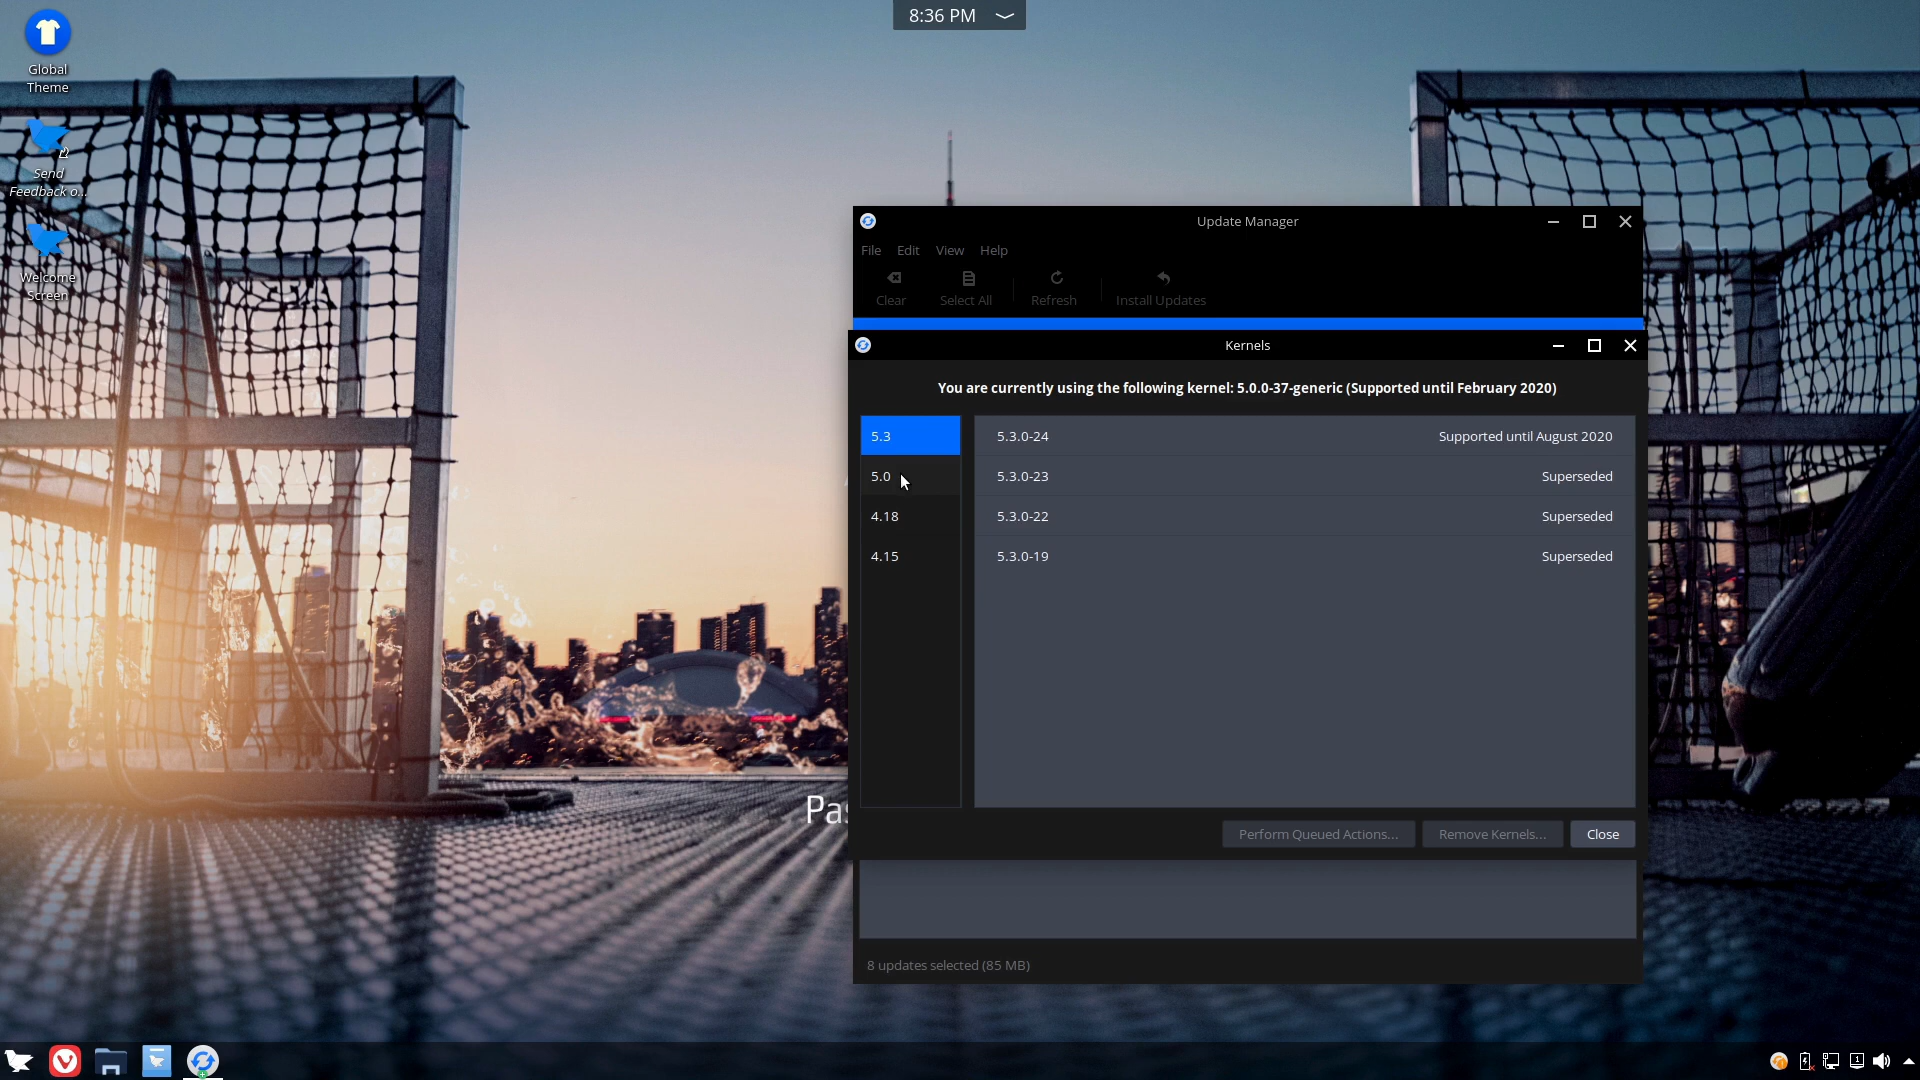 8:36 PM
Global
Theme
Send
Feedback o...
Welcome
Screen
Update Manager
File Edit View Help
Clear Select All Refresh Install Updates
Kernels
You are currently using the following kernel: 5.0.0-37-generic (Supported until February 2020)
5.3
5.0
4.18
4.15
5.3.0-24 Supported until August 2020
5.3.0-23 Superseded
5.3.0-22 Superseded
5.3.0-19 Superseded
Perform Queued Actions... Remove Kernels... Close
8 updates selected (85 MB)
1